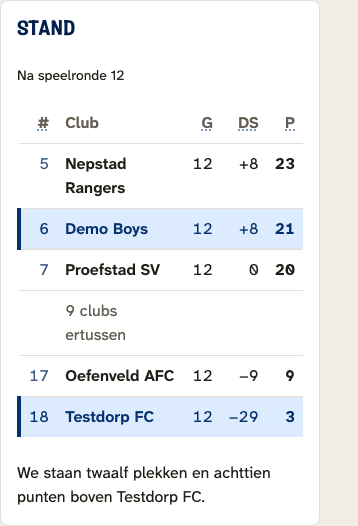 STAND
Na speelronde 12
# Club G DS P
5 Nepstad 12 +8 23
Rangers
6 Demo Boys 12 +8 21
7 Proefstad SV 12 0 20
9 clubs
ertussen
17 Oefenveld AFC 12 −9 9
18 Testdorp FC 12 −29 3
We staan twaalf plekken en achttien
punten boven Testdorp FC.